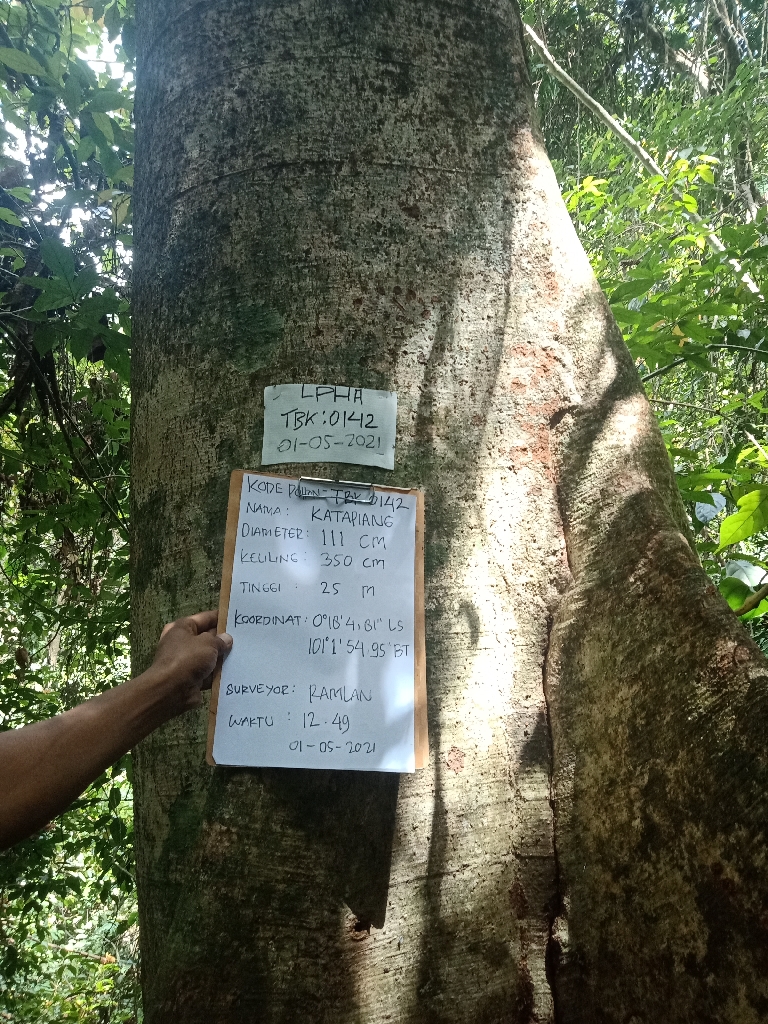 LPHA
TBK:0142
01-05-2021
KODE POHON: TBK 0142
NAMA: KATAPIANG
DIAMETER: 111 CM
KELILING: 350 cm
TINGGI : 25 m
KOORDINAT: 0°18'4,81" LS
101°1'54.95" BT
SURVEYOR: RAMLAN
WAKTU : 12.49
01-05-2021